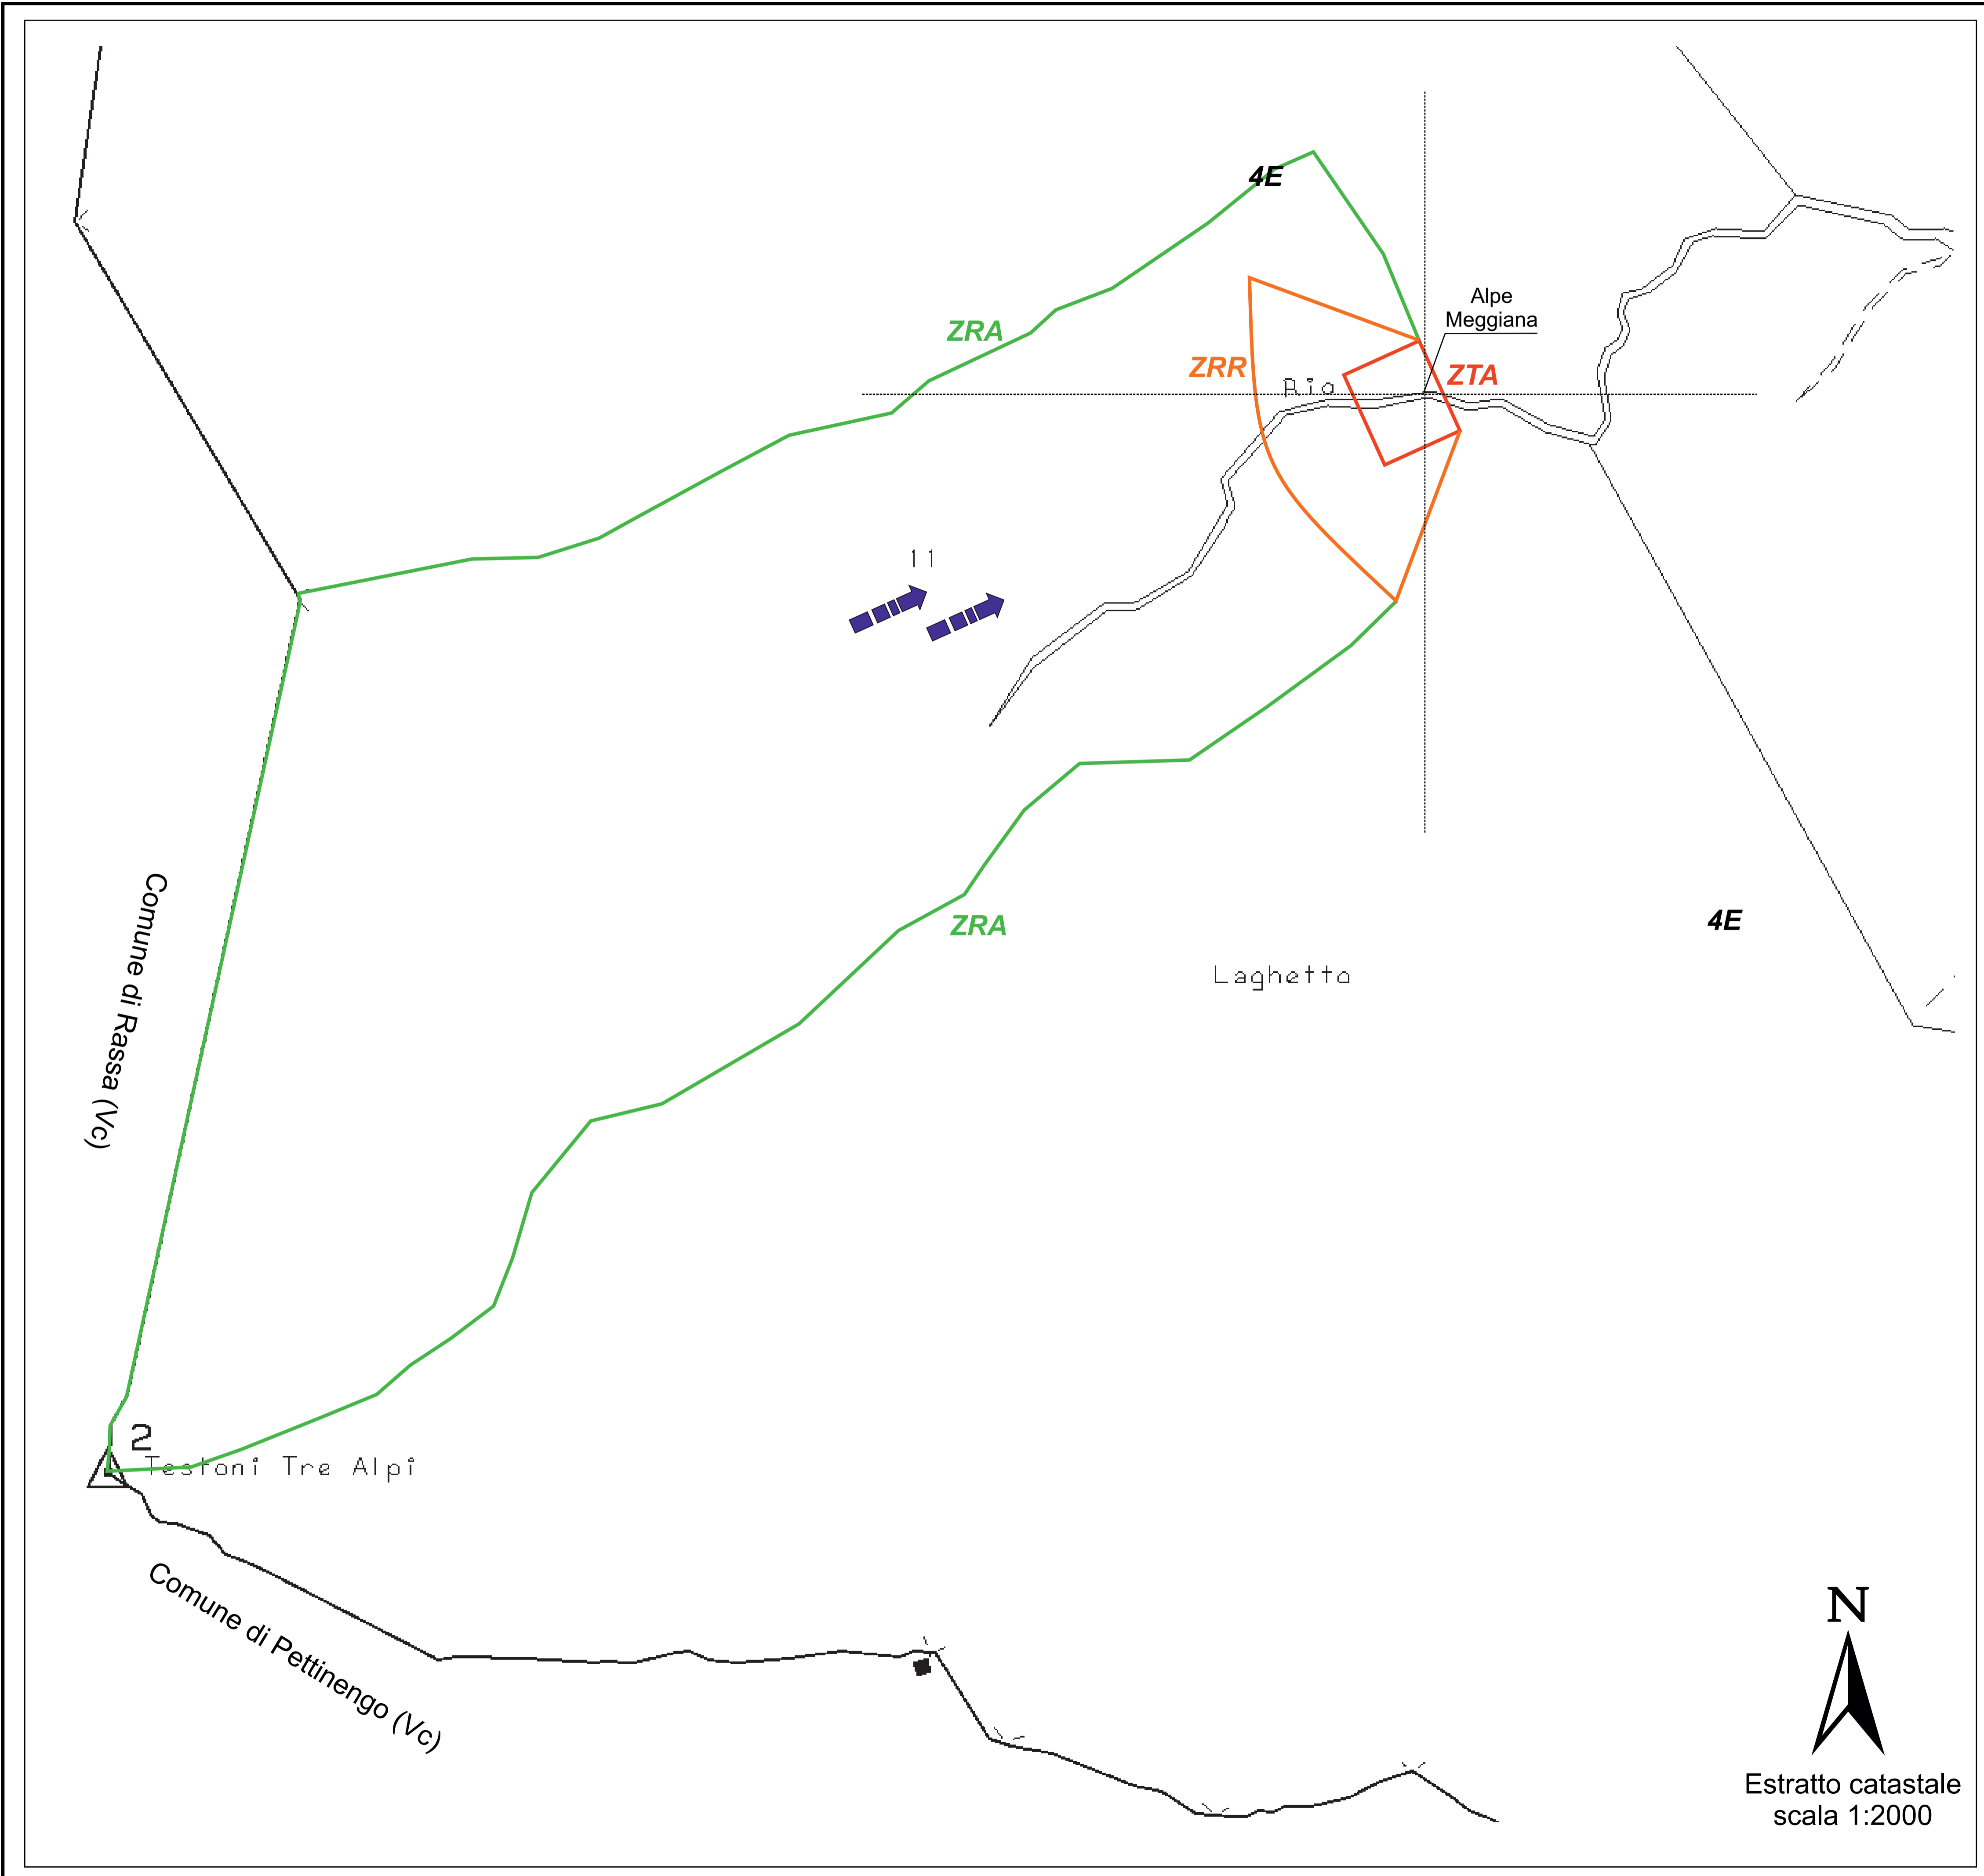 4E
Alpe
Meggiana
ZRA
ZRR
Rio
ZTA
11
Comune di Rassa (Vc)
ZRA
4E
Laghetto
2
Testoni Tre Alpi
Comune di Pettinengo (Vc)
N
Estratto catastale
scala 1:2000